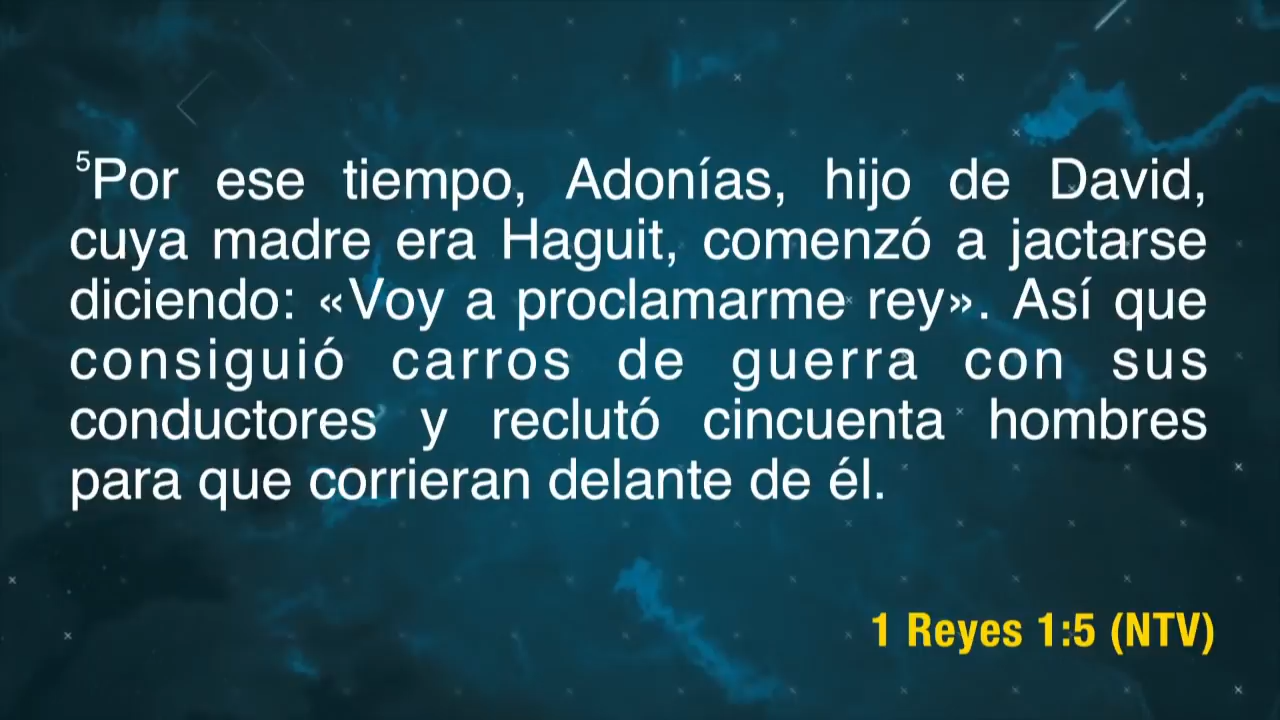 ⁵Por ese tiempo, Adonías, hijo de David,
cuya madre era Haguit, comenzó a jactarse
diciendo: «Voy a proclamarme rey». Así que
consiguió carros de guerra con sus
conductores y reclutó cincuenta hombres
para que corrieran delante de él.
1 Reyes 1:5 (NTV)